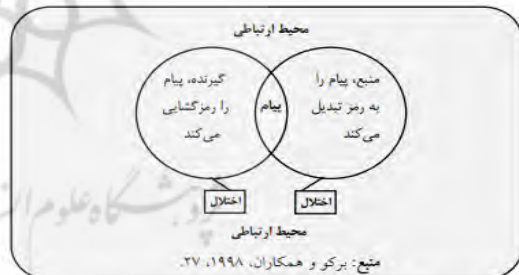 محیط ارتباطی
منبع، پیام را
به رمز تبدیل
می‌کند
پیام
گیرنده، پیام
را رمزگشایی
می‌کند
اختلال
اختلال
محیط ارتباطی
منبع: برکو و همکاران، ۱۹۹۸، ۲۷.